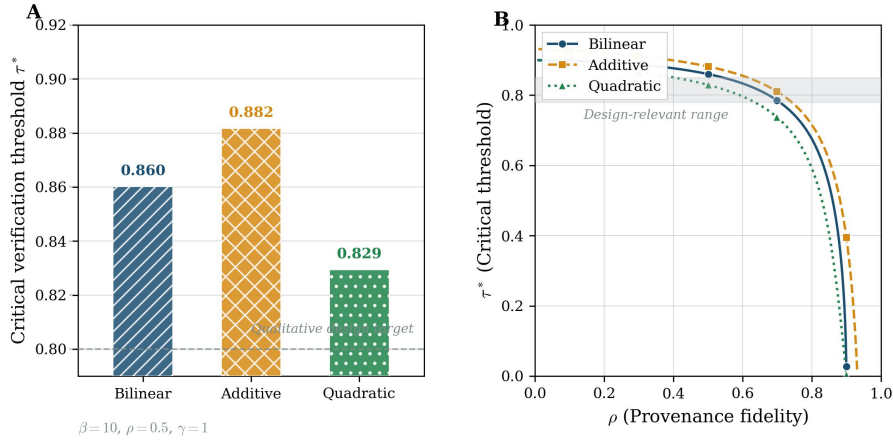 A
Critical verification threshold τ*
0.92
0.90
0.88
0.86
0.84
0.82
0.80
0.860
0.882
0.829
Qualitative target
Bilinear
Additive
Quadratic
β = 10, ρ = 0.5, γ = 1
B
τ* (Critical threshold)
1.0
0.8
0.6
0.4
0.2
0.0
Bilinear
Additive
Quadratic
Design-relevant range
0.0 0.2 0.4 0.6 0.8 1.0
ρ (Provenance fidelity)